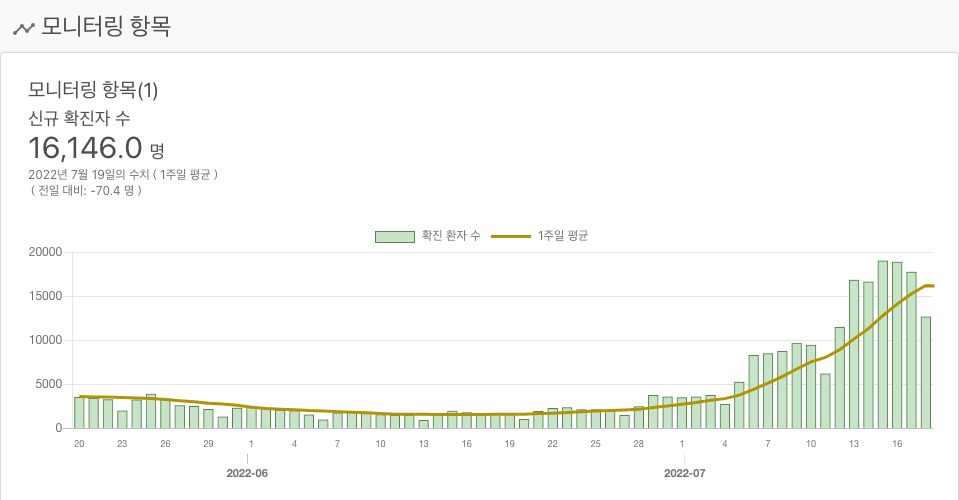 모니터링 항목
모니터링 항목(1)
신규 확진자 수
16,146.0 명
2022년 7월 19일의 수치 ( 1주일 평균 )
( 전일 대비: -70.4 명 )
확진 환자 수 1주일 평균
20000
15000
10000
5000
0
20 23 26 29 1 4 7 10 13 16 19 22 25 28 1 4 7 10 13 16
2022-06 2022-07